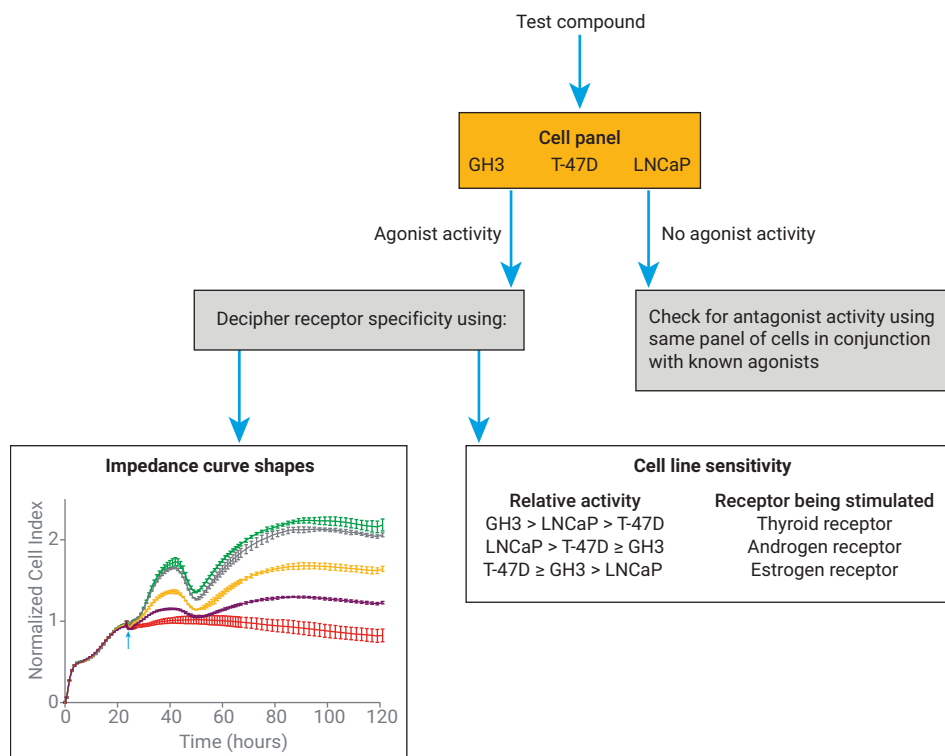 Test compound
Cell panel
GH3 T-47D LNCaP
Agonist activity
No agonist activity
Decipher receptor specificity using:
Check for antagonist activity using
same panel of cells in conjunction
with known agonists
Impedance curve shapes
Normalized Cell Index
2
1
0
0 20 40 60 80 100 120
Time (hours)
Cell line sensitivity
Relative activity Receptor being stimulated
GH3 > LNCaP > T-47D Thyroid receptor
LNCaP > T-47D ≥ GH3 Androgen receptor
T-47D ≥ GH3 > LNCaP Estrogen receptor